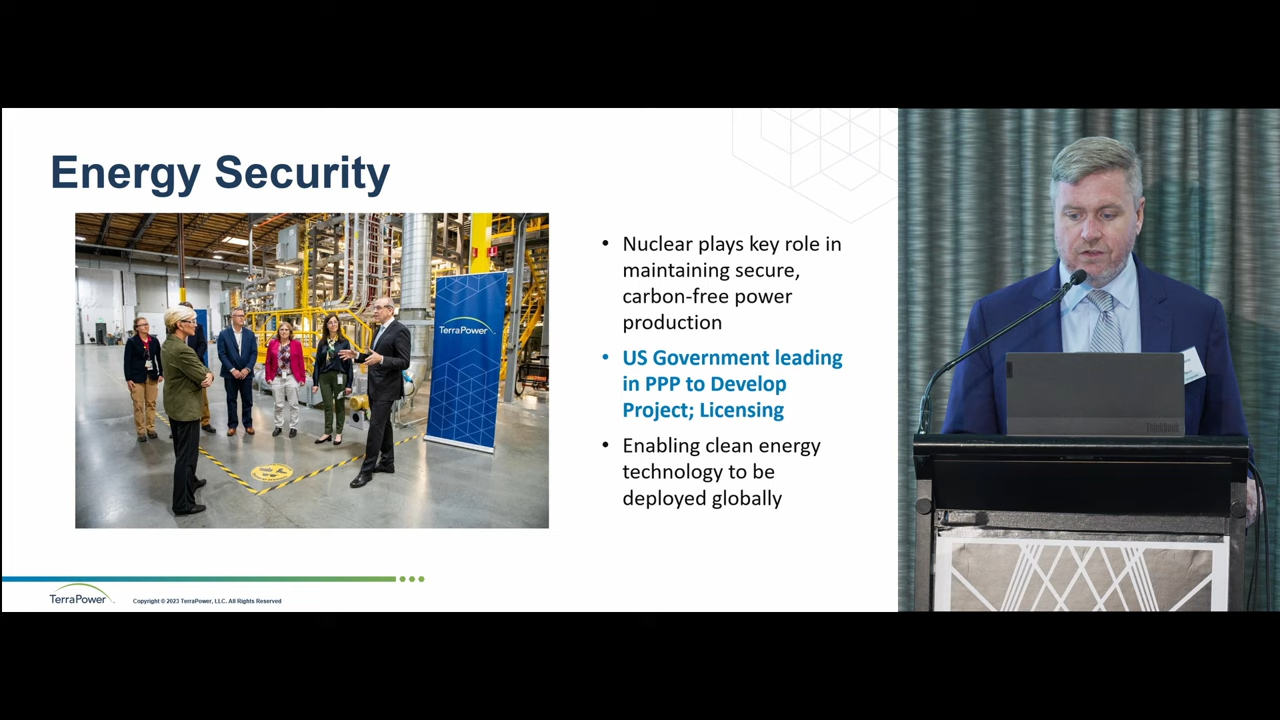 Energy Security
TerraPower
• Nuclear plays key role in
maintaining secure,
carbon-free power
production
• US Government leading
in PPP to Develop
Project; Licensing
• Enabling clean energy
technology to be
deployed globally
ThinkBook
TerraPower
Copyright © 2023 TerraPower, LLC. All Rights Reserved